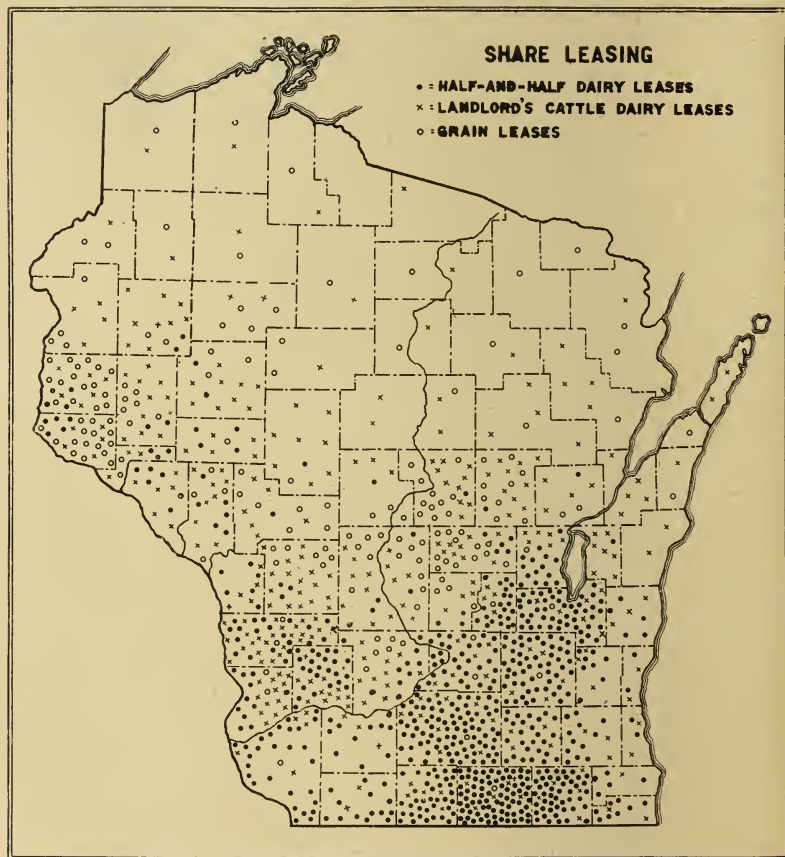 SHARE LEASING
• = HALF-AND-HALF DAIRY LEASES
× = LANDLORD'S CATTLE DAIRY LEASES
○ = GRAIN LEASES